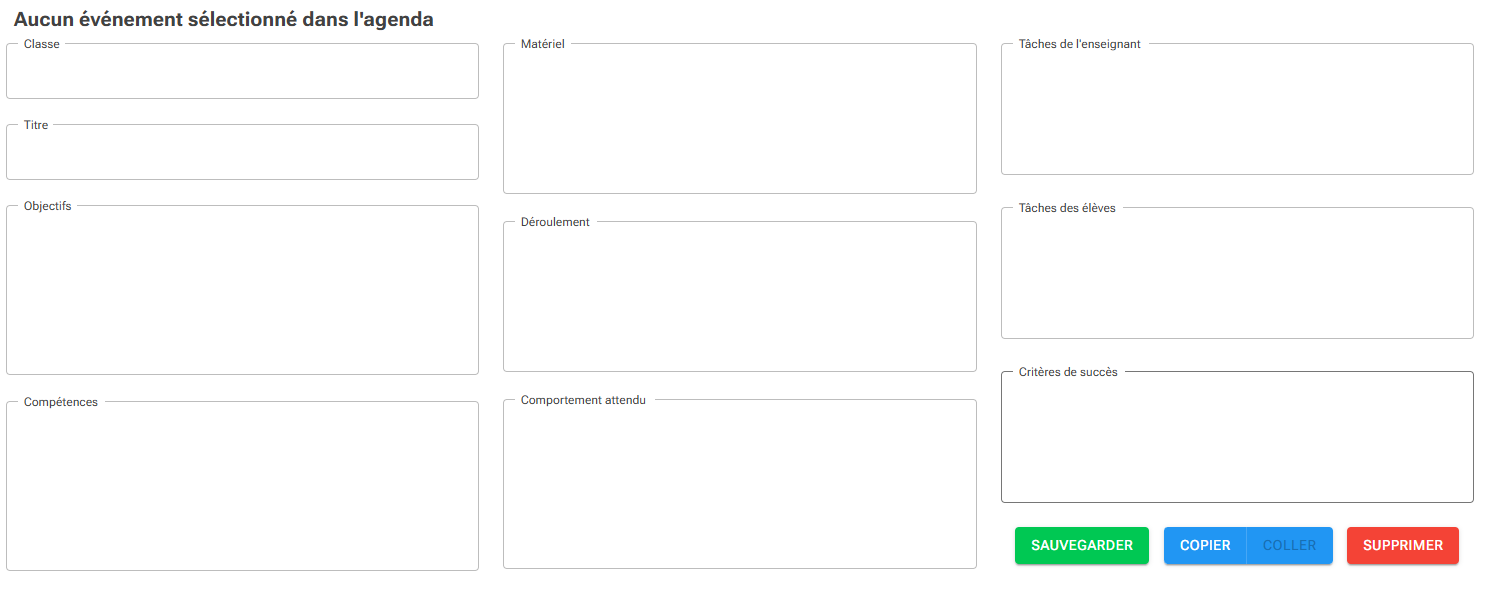 Aucun événement sélectionné dans l'agenda
Classe
Titre
Objectifs
Compétences
Matériel
Déroulement
Comportement attendu
Tâches de l'enseignant
Tâches des élèves
Critères de succès
SAUVEGARDER
COPIER
COLLER
SUPPRIMER